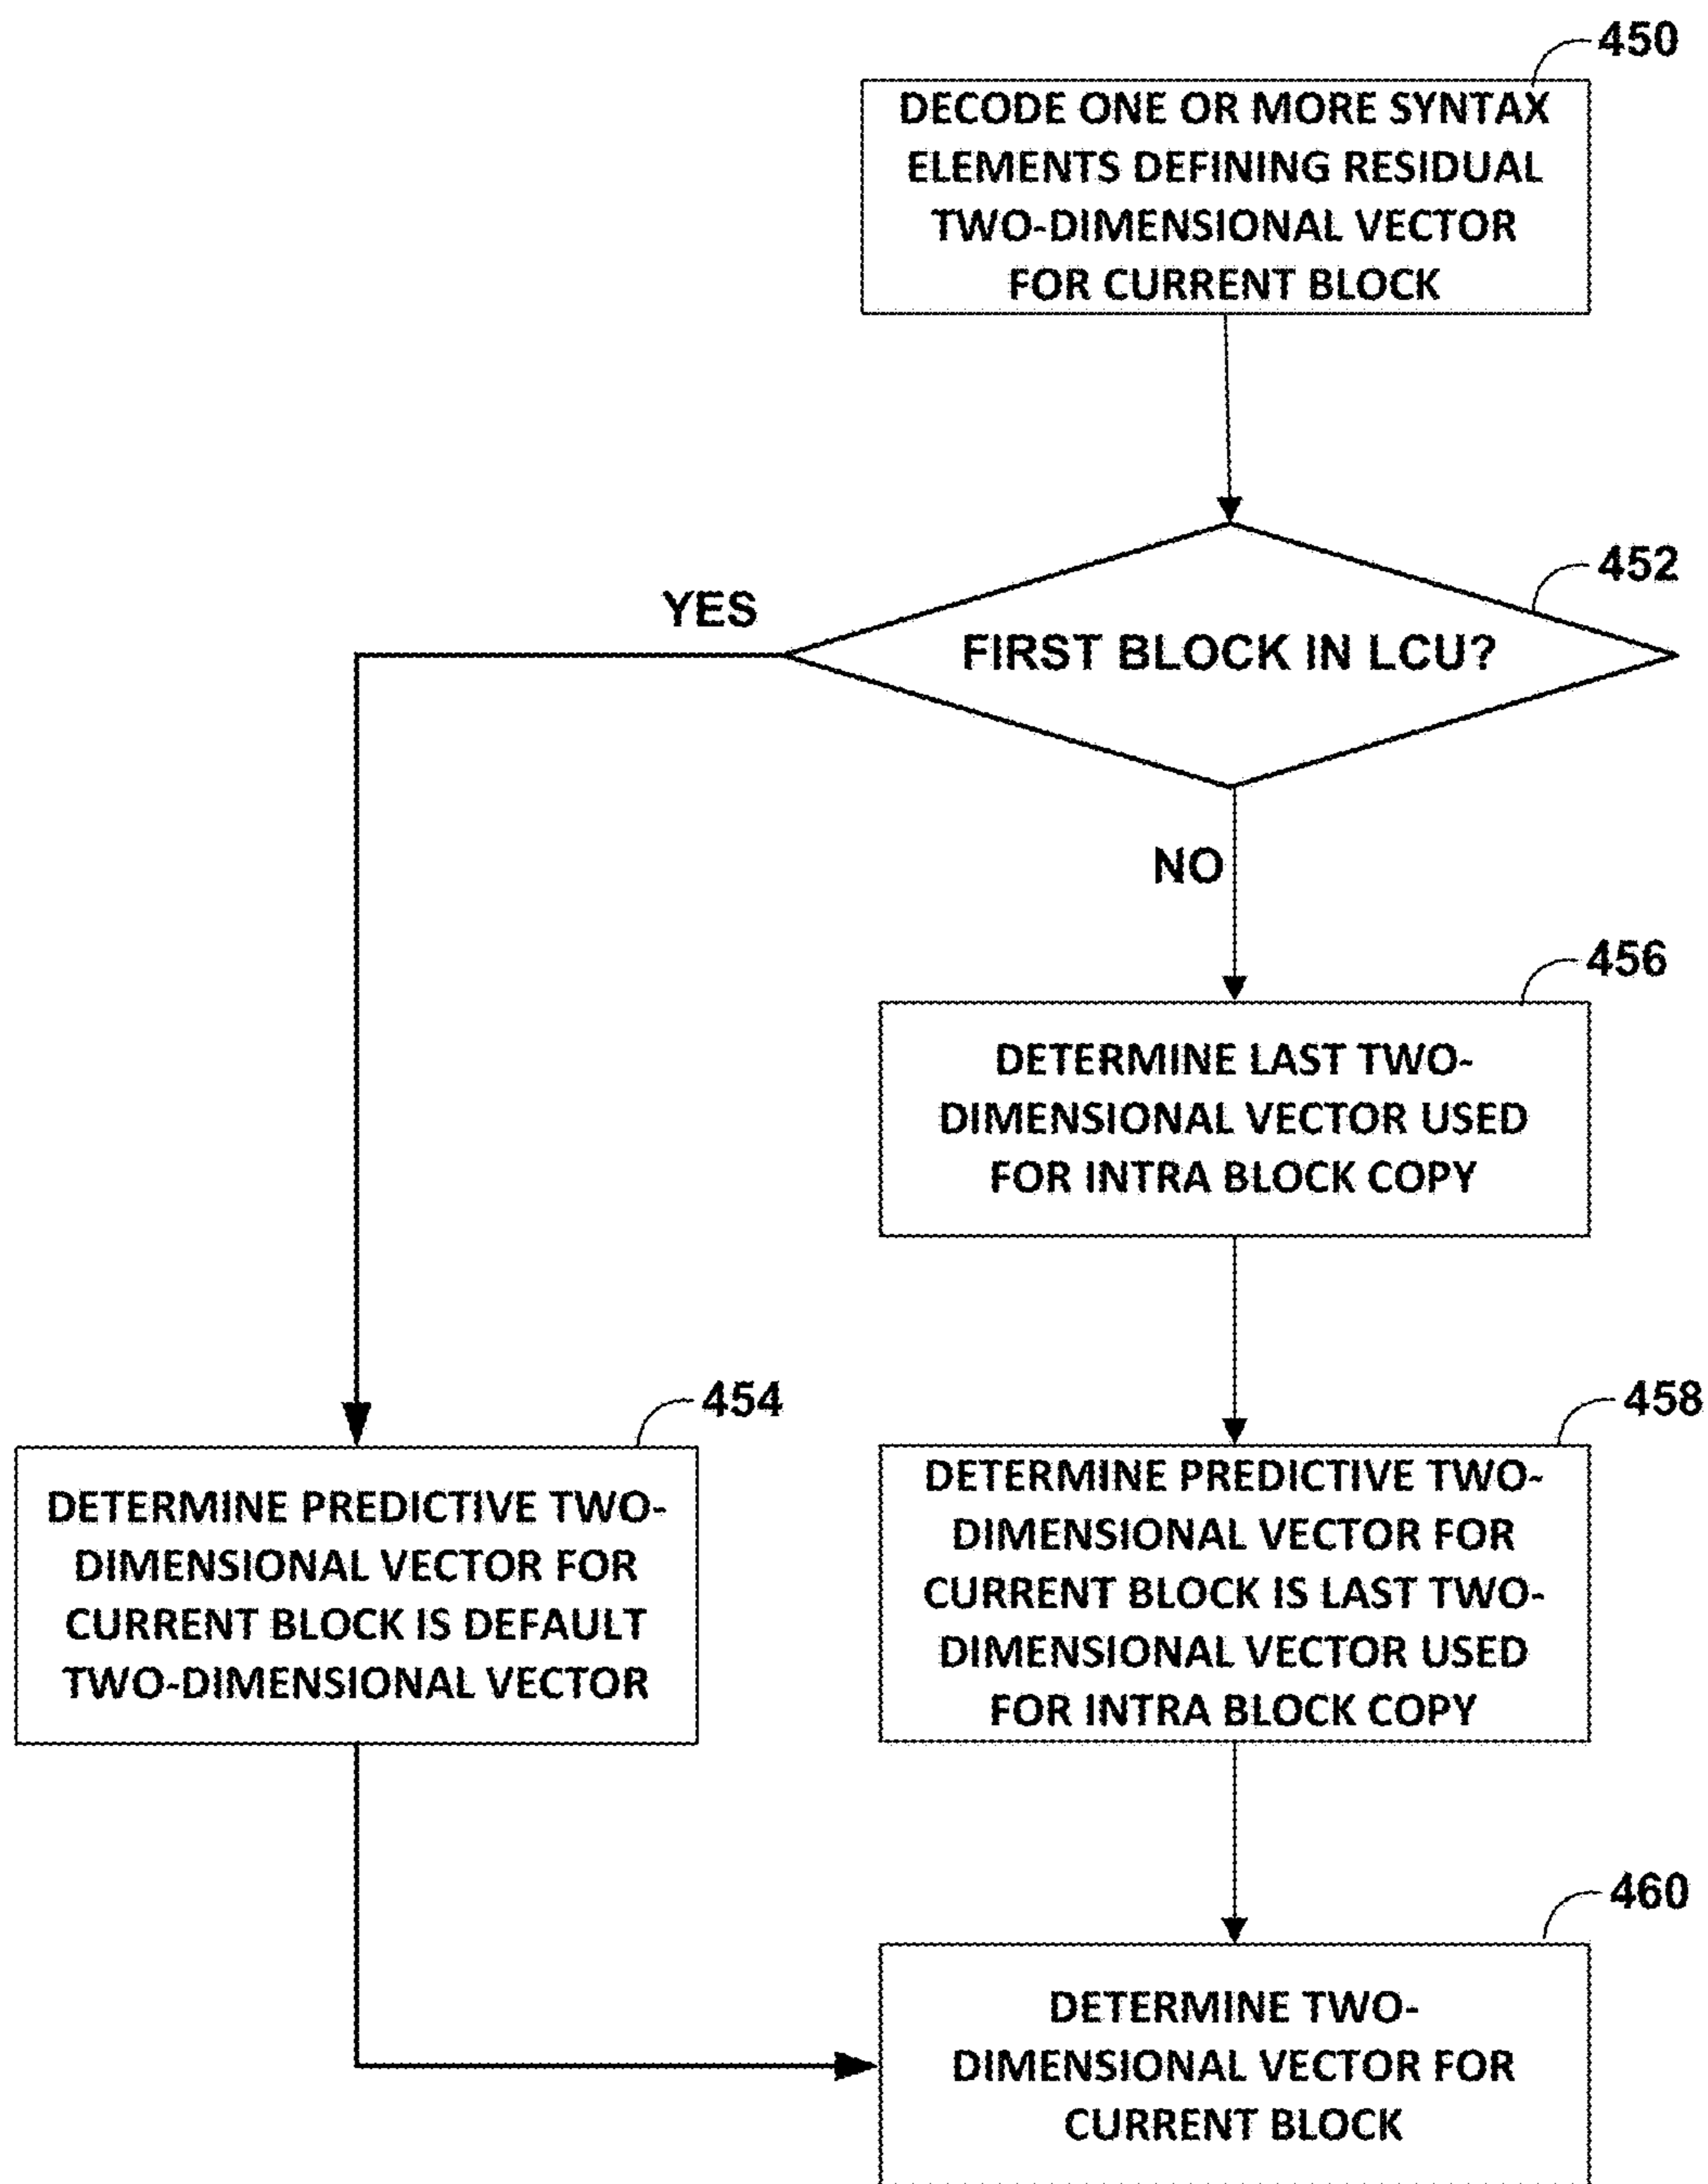 450
DECODE ONE OR MORE SYNTAX
ELEMENTS DEFINING RESIDUAL
TWO-DIMENSIONAL VECTOR
FOR CURRENT BLOCK
452
YES
FIRST BLOCK IN LCU?
NO
456
DETERMINE LAST TWO-
DIMENSIONAL VECTOR USED
FOR INTRA BLOCK COPY
454
DETERMINE PREDICTIVE TWO-
DIMENSIONAL VECTOR FOR
CURRENT BLOCK IS DEFAULT
TWO-DIMENSIONAL VECTOR
458
DETERMINE PREDICTIVE TWO-
DIMENSIONAL VECTOR FOR
CURRENT BLOCK IS LAST TWO-
DIMENSIONAL VECTOR USED
FOR INTRA BLOCK COPY
460
DETERMINE TWO-
DIMENSIONAL VECTOR FOR
CURRENT BLOCK